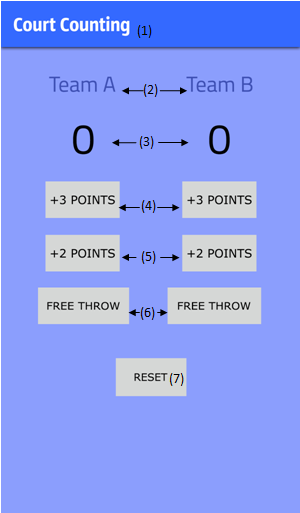 Court Counting (1)
Team A (2) Team B
0 (3) 0
+3 POINTS (4) +3 POINTS
+2 POINTS (5) +2 POINTS
FREE THROW (6) FREE THROW
RESET (7)